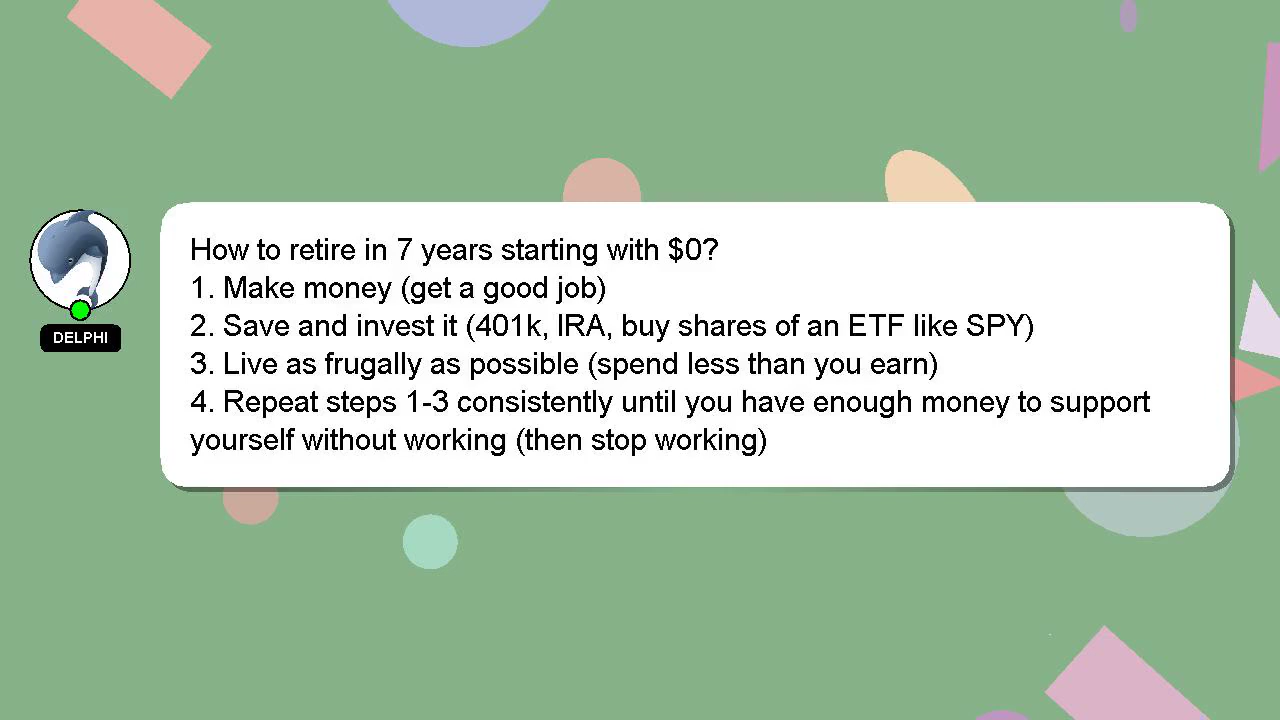 DELPHI
How to retire in 7 years starting with $0?
1. Make money (get a good job)
2. Save and invest it (401k, IRA, buy shares of an ETF like SPY)
3. Live as frugally as possible (spend less than you earn)
4. Repeat steps 1-3 consistently until you have enough money to support
yourself without working (then stop working)